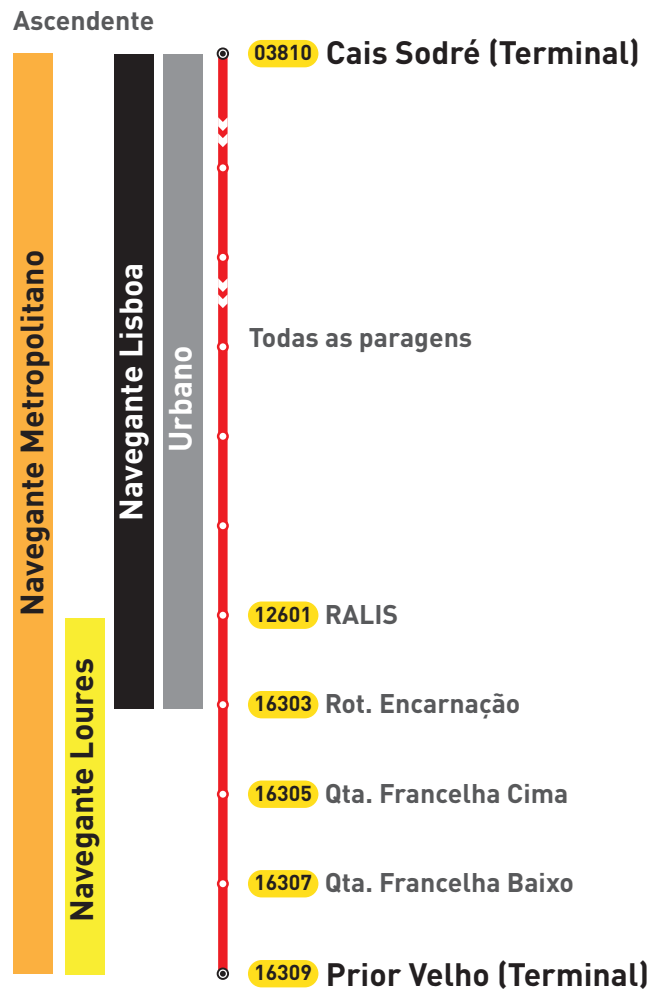 Ascendente
03810 Cais Sodré (Terminal)
Navegante Metropolitano
Navegante Lisboa
Urbano
Todas as paragens
12601 RALIS
Navegante Loures
16303 Rot. Encarnação
16305 Qta. Francelha Cima
16307 Qta. Francelha Baixo
16309 Prior Velho (Terminal)